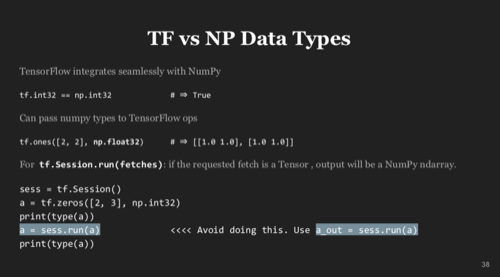 TF vs NP Data Types
TensorFlow integrates seamlessly with NumPy
tf.int32 == np.int32 # ⇒ True
Can pass numpy types to TensorFlow ops
tf.ones([2, 2], np.float32) # ⇒ [[1.0 1.0], [1.0 1.0]]
For tf.Session.run(fetches): if the requested fetch is a Tensor , output will be a NumPy ndarray.
sess = tf.Session()
a = tf.zeros([2, 3], np.int32)
print(type(a))
a = sess.run(a) <<<< Avoid doing this. Use a_out = sess.run(a)
print(type(a))
38